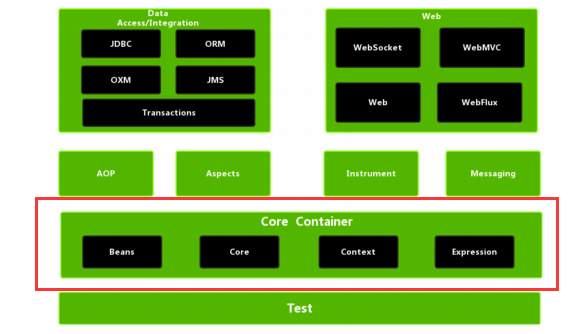 Data
Access/Integration
JDBC
ORM
OXM
JMS
Transactions
Web
WebSocket
WebMVC
Web
WebFlux
AOP
Aspects
Instrument
Messaging
Core Container
Beans
Core
Context
Expression
Test